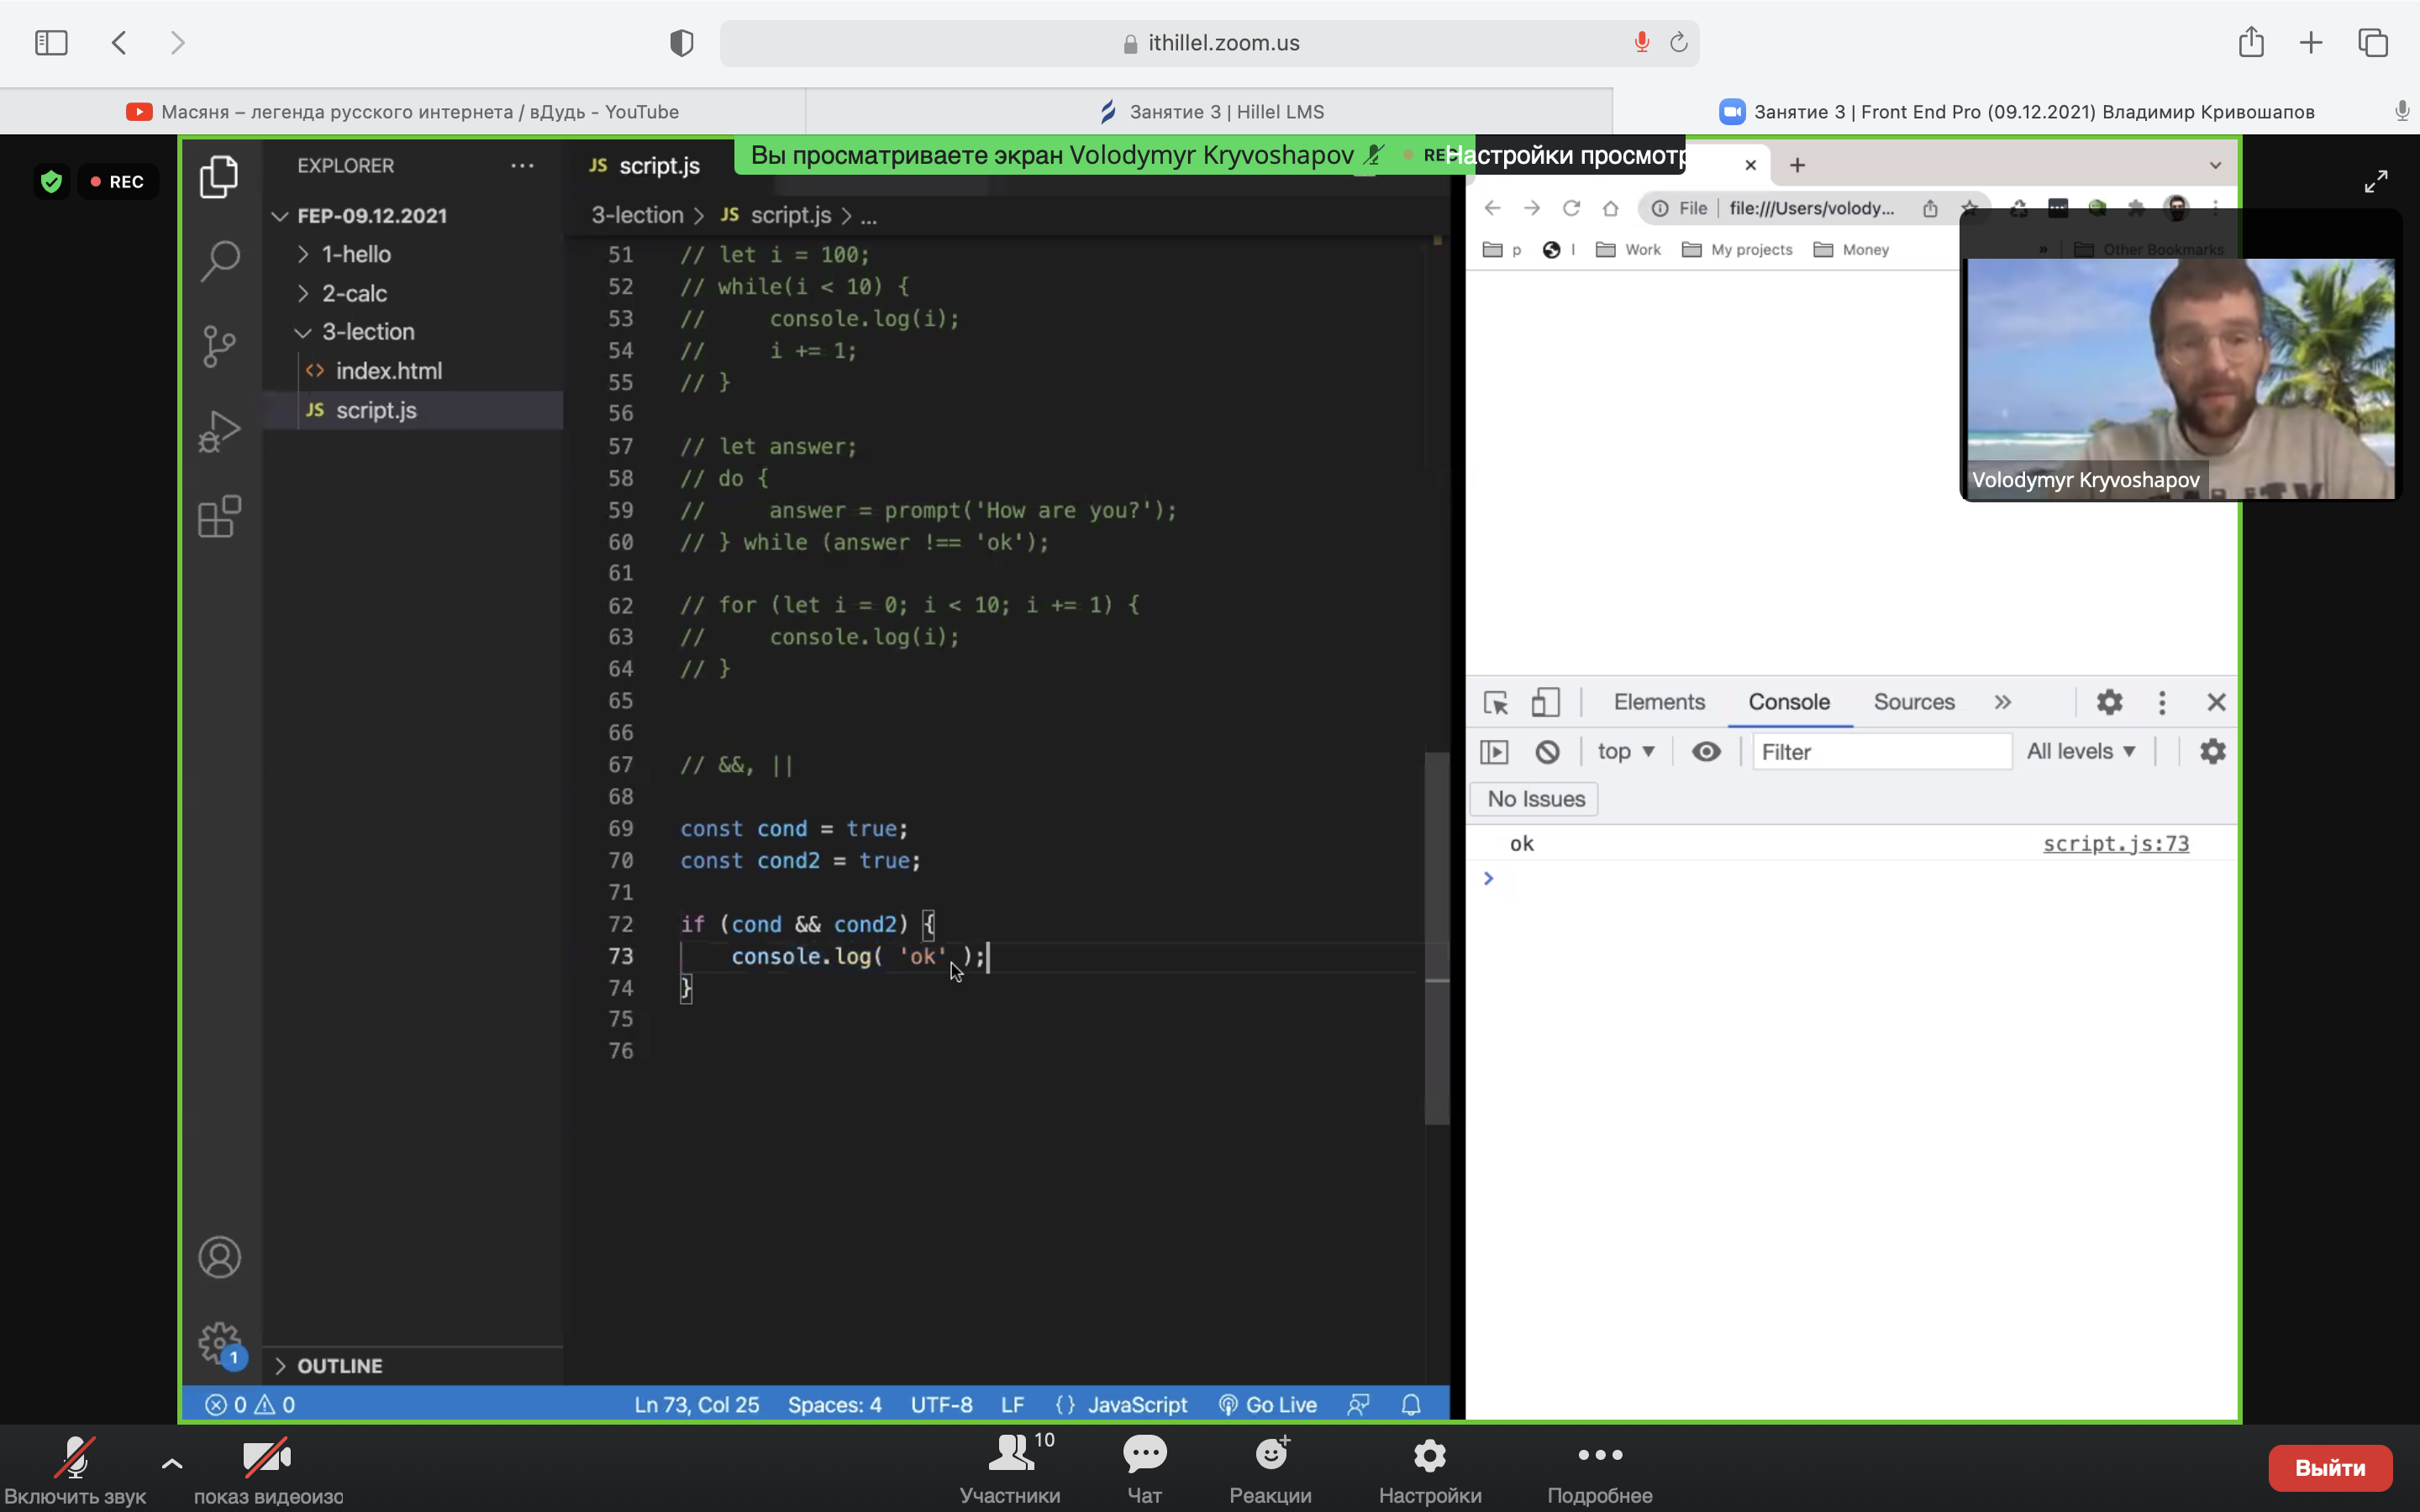 ithillel.zoom.us
Масяня – легенда русского интернета / вДудь - YouTube
Занятие 3 | Hillel LMS
Занятие 3 | Front End Pro (09.12.2021) Владимир Кривошапов
REC
Вы просматриваете экран Volodymyr Kryvoshapov
REC
Настройки просмотр
EXPLORER
FEP-09.12.2021
1-hello
2-calc
3-lection
index.html
JS script.js
OUTLINE
JS script.js
3-lection > JS script.js > ...
51 // let i = 100;
52 // while(i < 10) {
53 //     console.log(i);
54 //     i += 1;
55 // }
56
57 // let answer;
58 // do {
59 //     answer = prompt('How are you?');
60 // } while (answer !== 'ok');
61
62 // for (let i = 0; i < 10; i += 1) {
63 //     console.log(i);
64 // }
65
66
67 // &&, ||
68
69 const cond = true;
70 const cond2 = true;
71
72 if (cond && cond2) {
73     console.log( 'ok' );
74 }
75
76
0 0
Ln 73, Col 25 Spaces: 4 UTF-8 LF {} JavaScript Go Live
1
File file:///Users/volody...
p l Work My projects Money » Other Bookmarks
Volodymyr Kryvoshapov
Elements Console Sources »
top Filter All levels
No Issues
ok script.js:73
>
Включить звук
показ видеоизо
Участники 10
Чат
Реакции
Настройки
Подробнее
Выйти